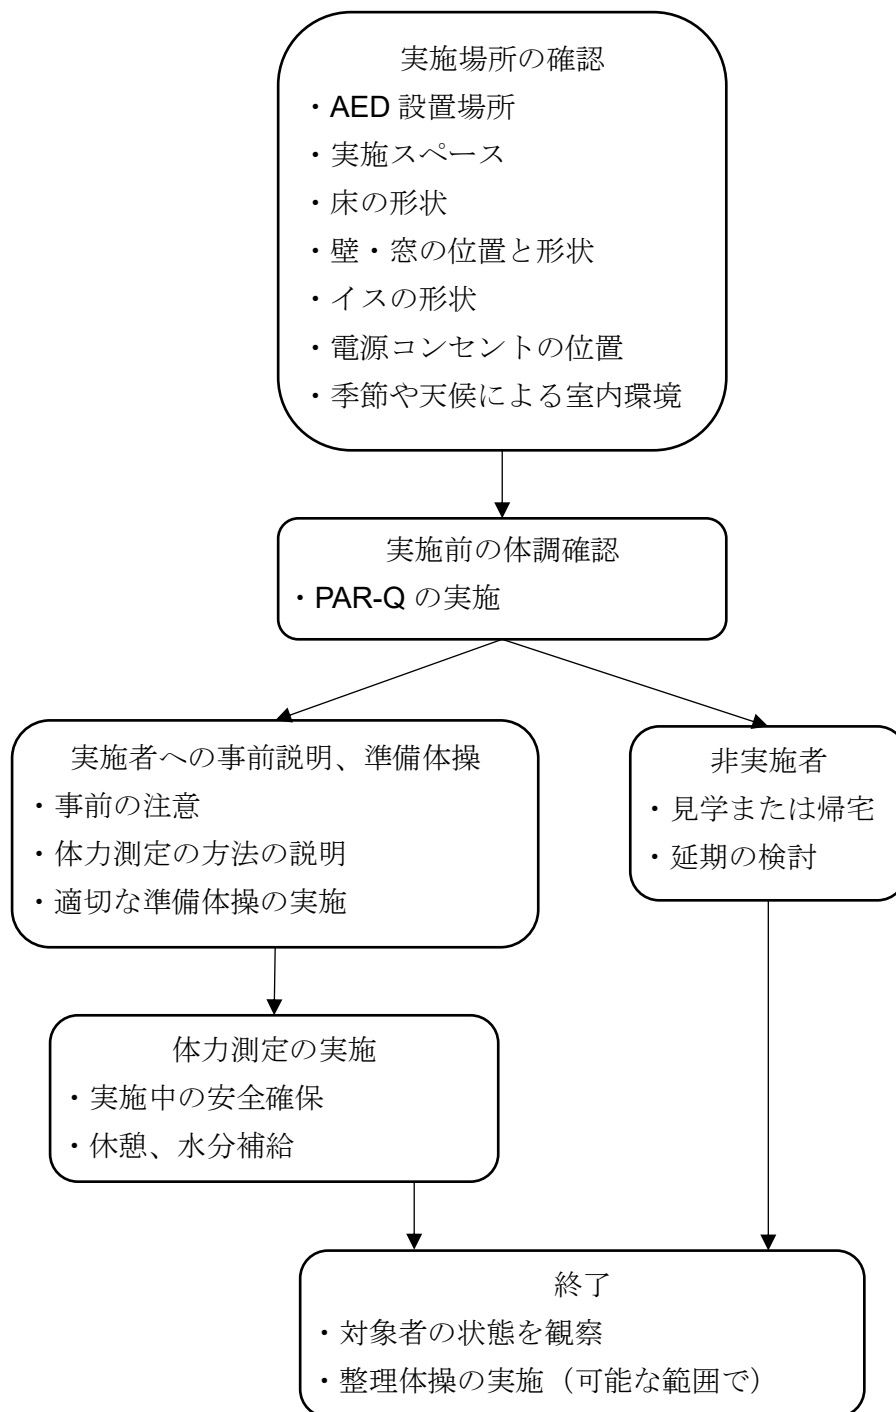 実施場所の確認
・AED 設置場所
・実施スペース
・床の形状
・壁・窓の位置と形状
・イスの形状
・電源コンセントの位置
・季節や天候による室内環境
実施前の体調確認
・PAR-Q の実施
実施者への事前説明、準備体操
・事前の注意
・体力測定の方法の説明
・適切な準備体操の実施
非実施者
・見学または帰宅
・延期の検討
体力測定の実施
・実施中の安全確保
・休憩、水分補給
終了
・対象者の状態を観察
・整理体操の実施（可能な範囲で）